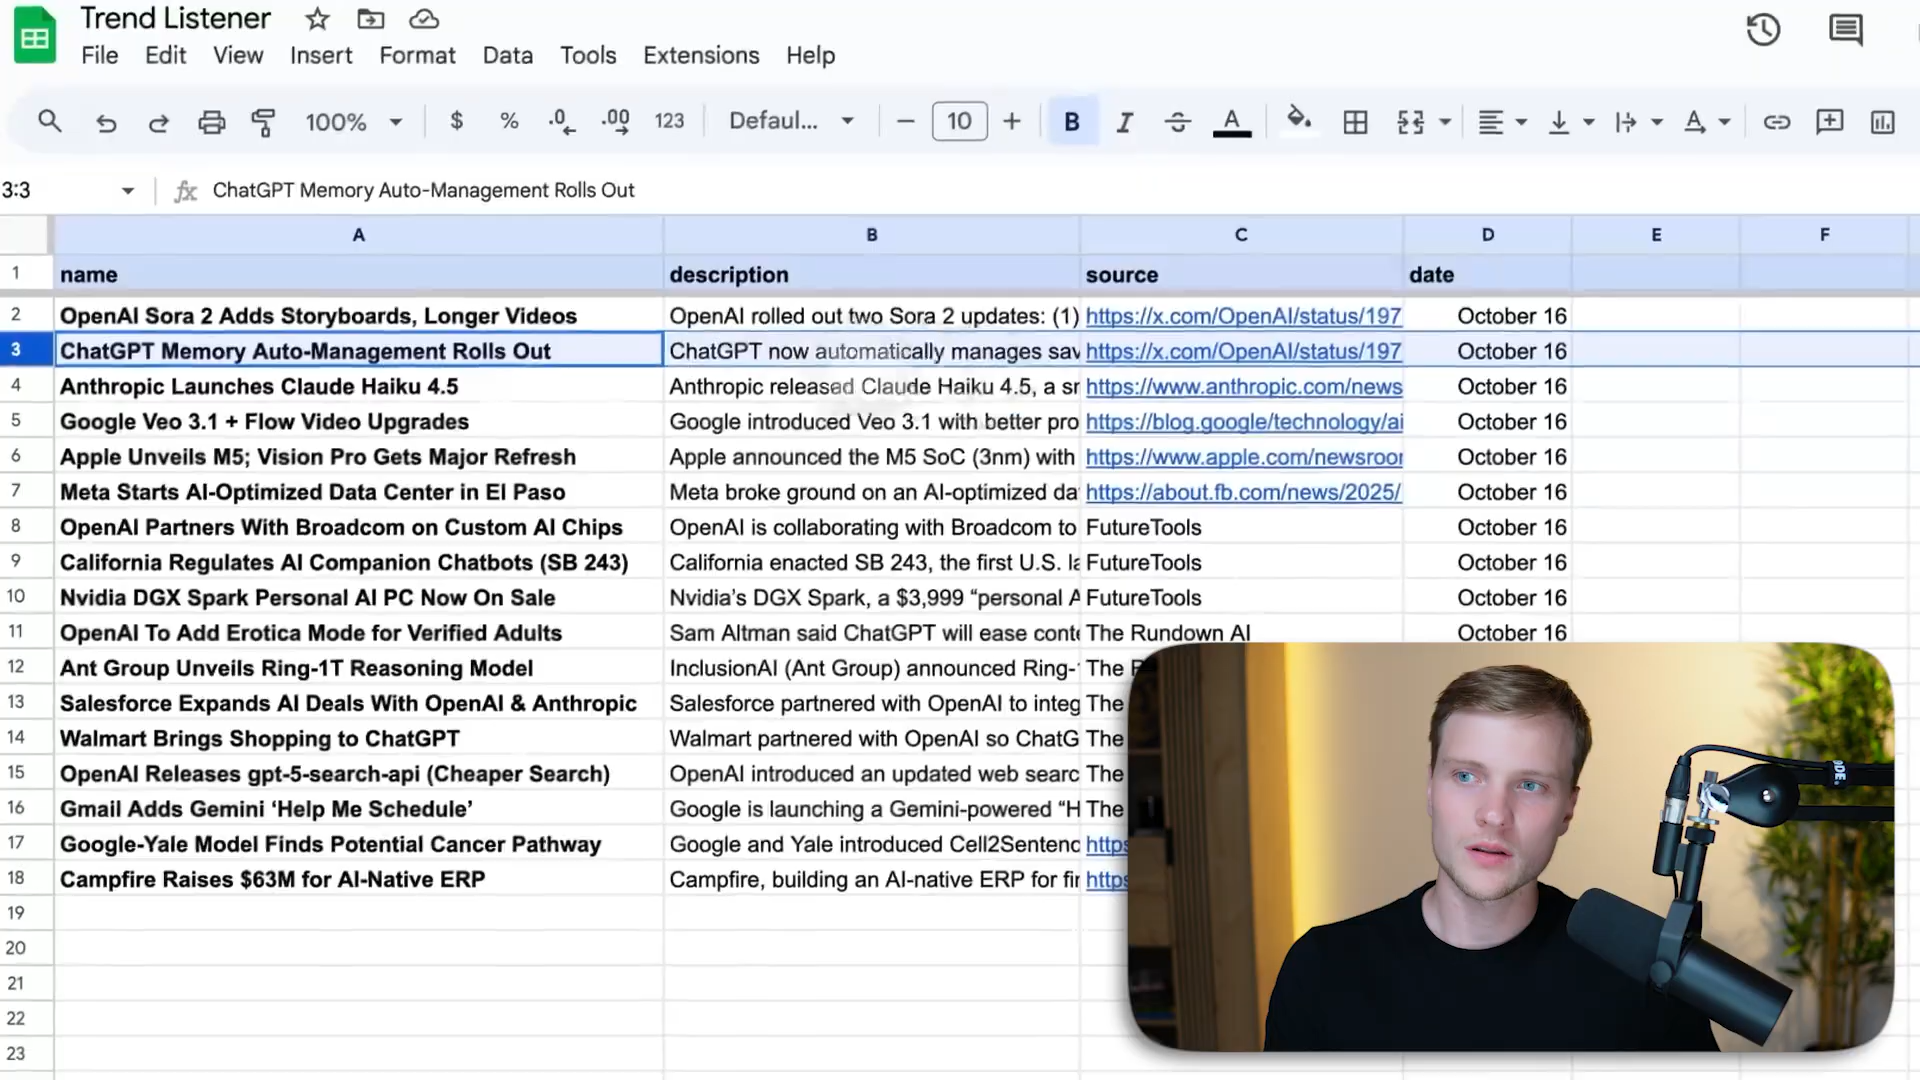 Trend Listener
File Edit View Insert Format Data Tools Extensions Help
100% $ % .0 .00 123 Defaul... 10 B I A A
3:3 fx ChatGPT Memory Auto-Management Rolls Out
A B C D E F
1 name description source date
2 OpenAI Sora 2 Adds Storyboards, Longer Videos OpenAI rolled out two Sora 2 updates: (1) https://x.com/OpenAI/status/197 October 16
3 ChatGPT Memory Auto-Management Rolls Out ChatGPT now automatically manages sav https://x.com/OpenAI/status/197 October 16
4 Anthropic Launches Claude Haiku 4.5 Anthropic released Claude Haiku 4.5, a sr https://www.anthropic.com/news October 16
5 Google Veo 3.1 + Flow Video Upgrades Google introduced Veo 3.1 with better pro https://blog.google/technology/ai October 16
6 Apple Unveils M5; Vision Pro Gets Major Refresh Apple announced the M5 SoC (3nm) with https://www.apple.com/newsroor October 16
7 Meta Starts AI-Optimized Data Center in El Paso Meta broke ground on an AI-optimized da https://about.fb.com/news/2025/ October 16
8 OpenAI Partners With Broadcom on Custom AI Chips OpenAI is collaborating with Broadcom to FutureTools October 16
9 California Regulates AI Companion Chatbots (SB 243) California enacted SB 243, the first U.S. la FutureTools October 16
10 Nvidia DGX Spark Personal AI PC Now On Sale Nvidia’s DGX Spark, a $3,999 “personal A FutureTools October 16
11 OpenAI To Add Erotica Mode for Verified Adults Sam Altman said ChatGPT will ease conte The Rundown AI October 16
12 Ant Group Unveils Ring-1T Reasoning Model InclusionAI (Ant Group) announced Ring- The R
13 Salesforce Expands AI Deals With OpenAI & Anthropic Salesforce partnered with OpenAI to integ The
14 Walmart Brings Shopping to ChatGPT Walmart partnered with OpenAI so ChatG The
15 OpenAI Releases gpt-5-search-api (Cheaper Search) OpenAI introduced an updated web searc The
16 Gmail Adds Gemini ‘Help Me Schedule’ Google is launching a Gemini-powered “H The
17 Google-Yale Model Finds Potential Cancer Pathway Google and Yale introduced Cell2Sentenc https
18 Campfire Raises $63M for AI-Native ERP Campfire, building an AI-native ERP for fir https
19
20
21
22
23